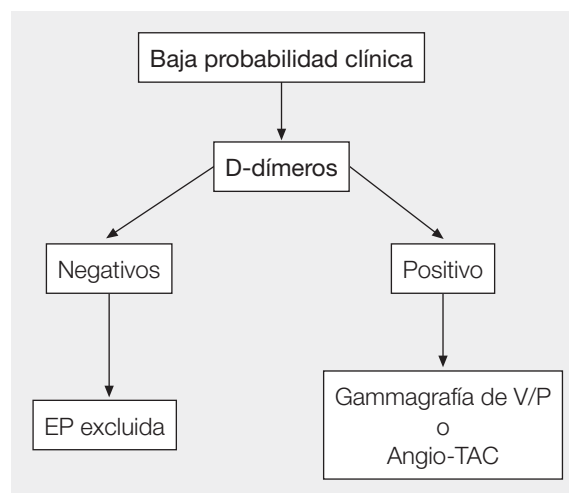 Baja probabilidad clínica
D-dímeros
Negativos
Positivo
EP excluida
Gammagrafía de V/P
o
Angio-TAC